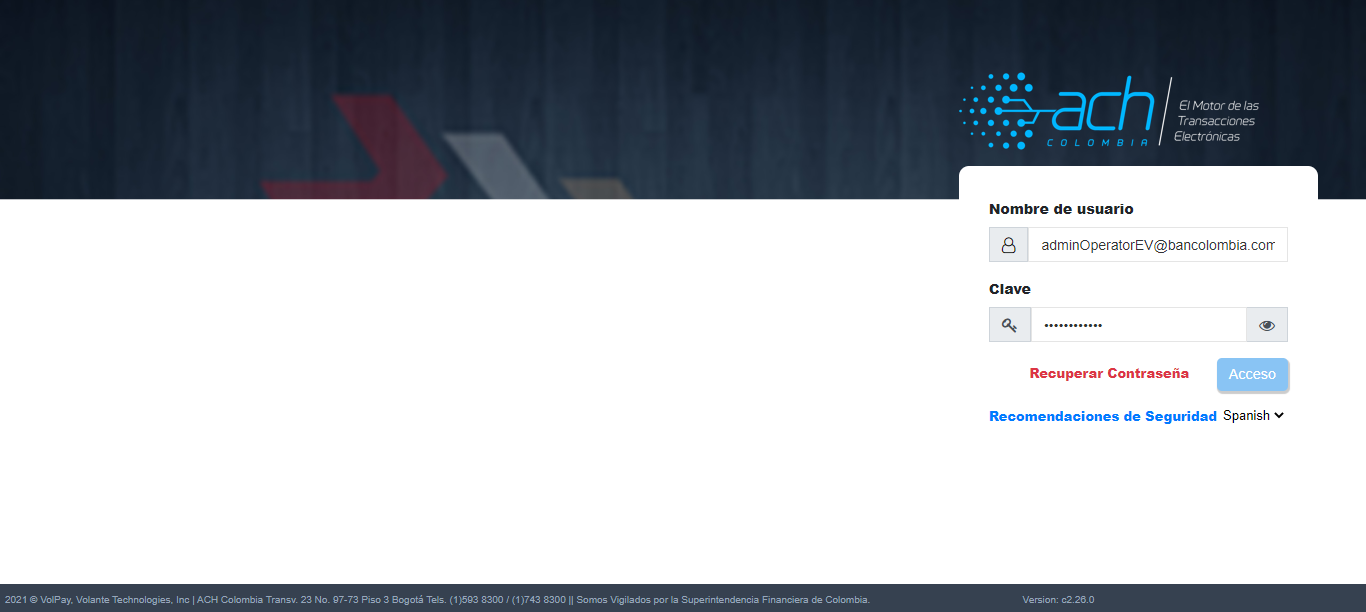 ach
COLOMBIA
El Motor de las
Transacciones
Electrónicas
Nombre de usuario
adminOperatorEV@bancolombia.com
Clave
••••••••••••
Recuperar Contraseña
Acceso
Recomendaciones de Seguridad Spanish
2021 © VolPay, Volante Technologies, Inc | ACH Colombia Transv. 23 No. 97-73 Piso 3 Bogotá Tels. (1)593 8300 / (1)743 8300 || Somos Vigilados por la Superintendencia Financiera de Colombia. Version: c2.26.0